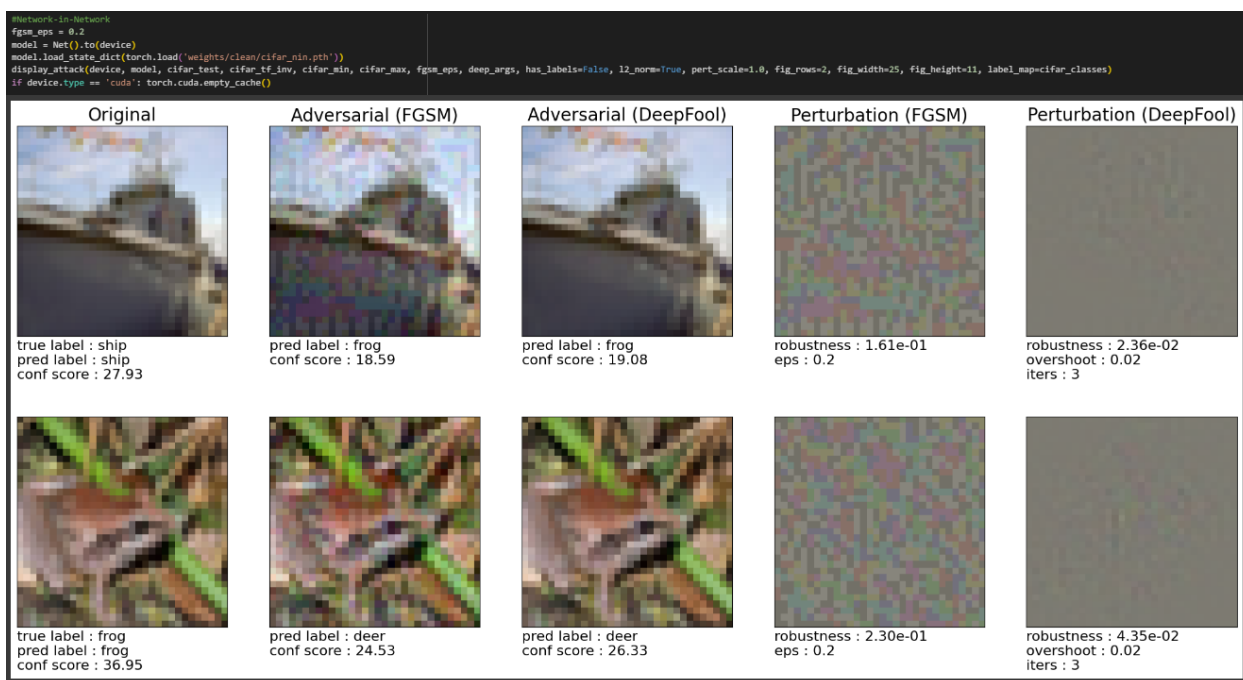 #Network-in-Network
fgsm_eps = 0.2
model = Net().to(device)
model.load_state_dict(torch.load('weights/clean/cifar_nin.pth'))
display_attack(device, model, cifar_test, cifar_tf_inv, cifar_min, cifar_max, fgsm_eps, deep_args, has_labels=False, l2_norm=True, pert_scale=1.0, fig_rows=2, fig_width=25, fig_height=11, label_map=cifar_classes)
if device.type == 'cuda': torch.cuda.empty_cache()
Original Adversarial (FGSM) Adversarial (DeepFool) Perturbation (FGSM) Perturbation (DeepFool)
true label : ship pred label : frog pred label : frog robustness : 1.61e-01 robustness : 2.36e-02
pred label : ship conf score : 18.59 conf score : 19.08 eps : 0.2 overshoot : 0.02
conf score : 27.93 iters : 3
true label : frog pred label : deer pred label : deer robustness : 2.30e-01 robustness : 4.35e-02
pred label : frog conf score : 24.53 conf score : 26.33 eps : 0.2 overshoot : 0.02
conf score : 36.95 iters : 3